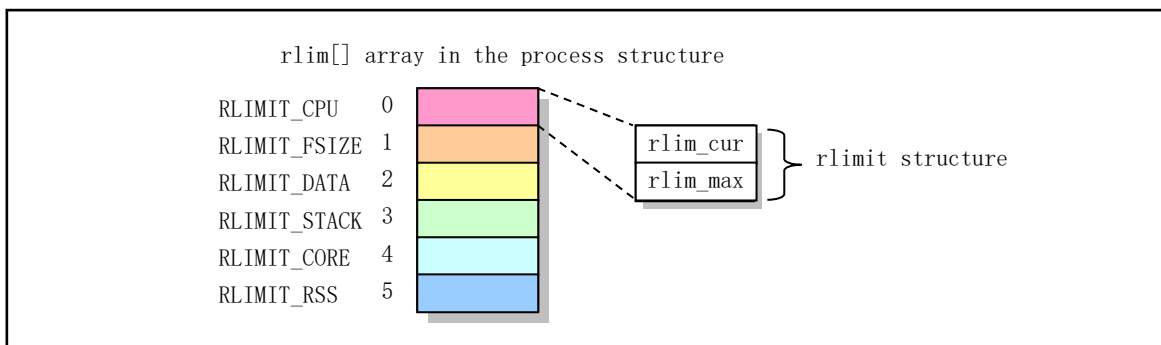 rlim[] array in the process structure
RLIMIT_CPU 0
RLIMIT_FSIZE 1
RLIMIT_DATA 2
RLIMIT_STACK 3
RLIMIT_CORE 4
RLIMIT_RSS 5
rlim_cur
rlim_max
rlimit structure